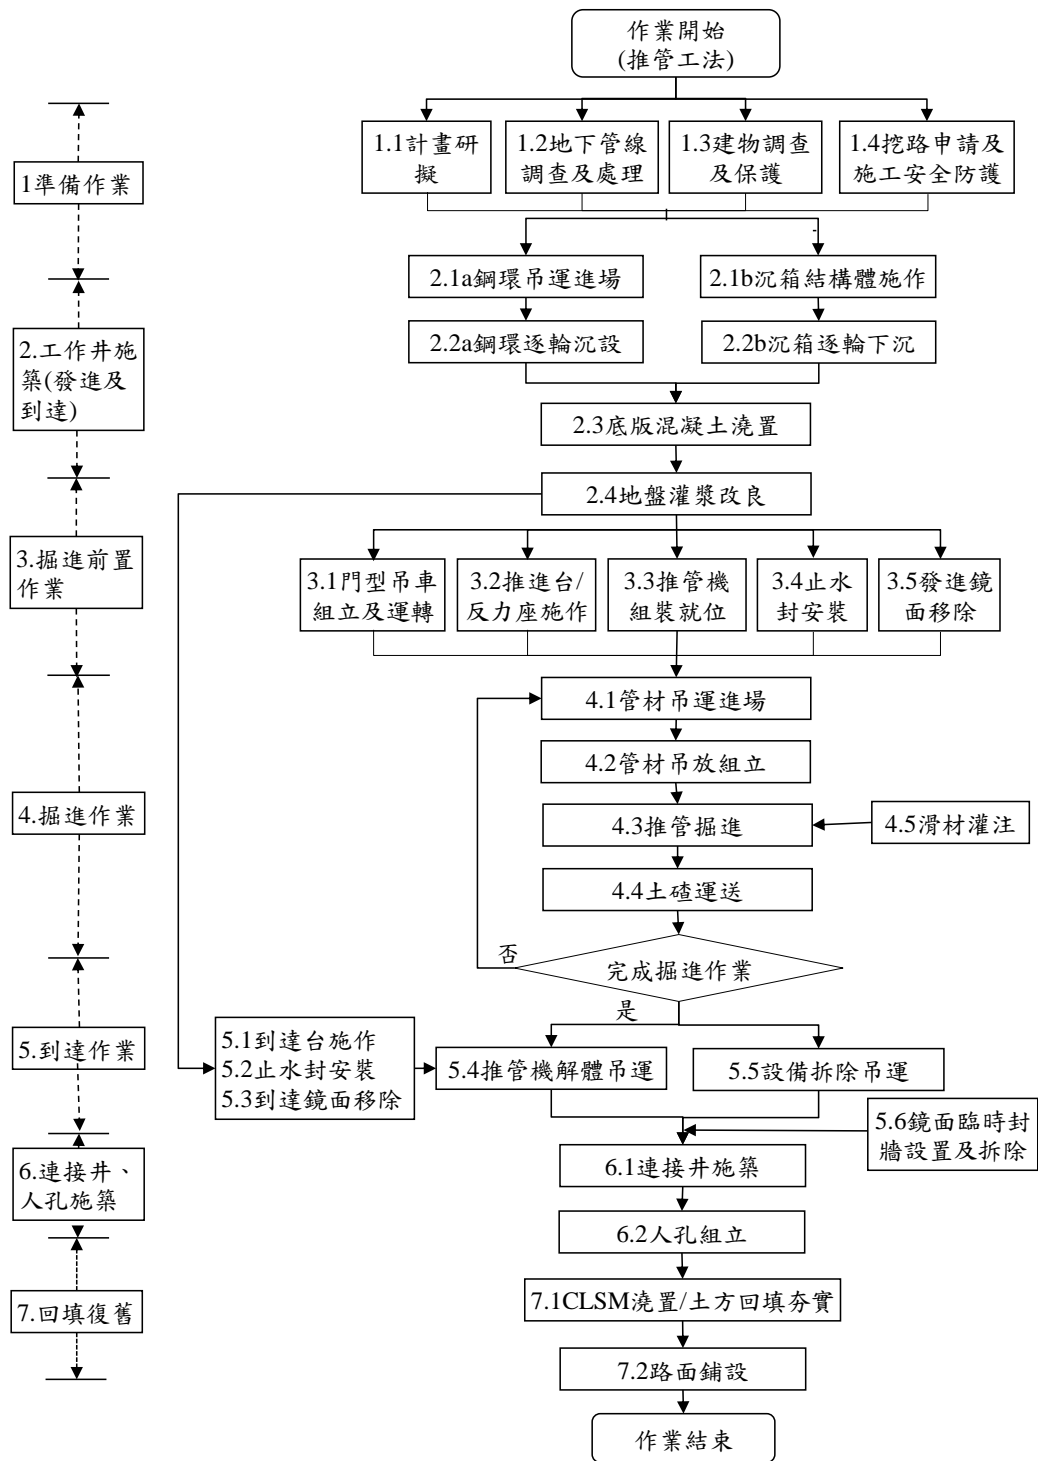 作業開始
(推管工法)
1.1計畫研
擬
1.2地下管線
調查及處理
1.3建物調查
及保護
1.4挖路申請及
施工安全防護
1準備作業
2.1a鋼環吊運進場
2.1b沉箱結構體施作
2.工作井施
築(發進及
到達)
2.2a鋼環逐輪沉設
2.2b沉箱逐輪下沉
2.3底版混凝土澆置
2.4地盤灌漿改良
3.掘進前置
作業
3.1門型吊車
組立及運轉
3.2推進台/
反力座施作
3.3推管機
組裝就位
3.4止水
封安裝
3.5發進鏡
面移除
4.1管材吊運進場
4.2管材吊放組立
4.掘進作業
4.3推管掘進
4.5滑材灌注
4.4土碴運送
否
完成掘進作業
是
5.到達作業
5.1到達台施作
5.2止水封安裝
5.3到達鏡面移除
5.4推管機解體吊運
5.5設備拆除吊運
5.6鏡面臨時封
牆設置及拆除
6.連接井、
人孔施築
6.1連接井施築
6.2人孔組立
7.回填復舊
7.1CLSM澆置/土方回填夯實
7.2路面鋪設
作業結束